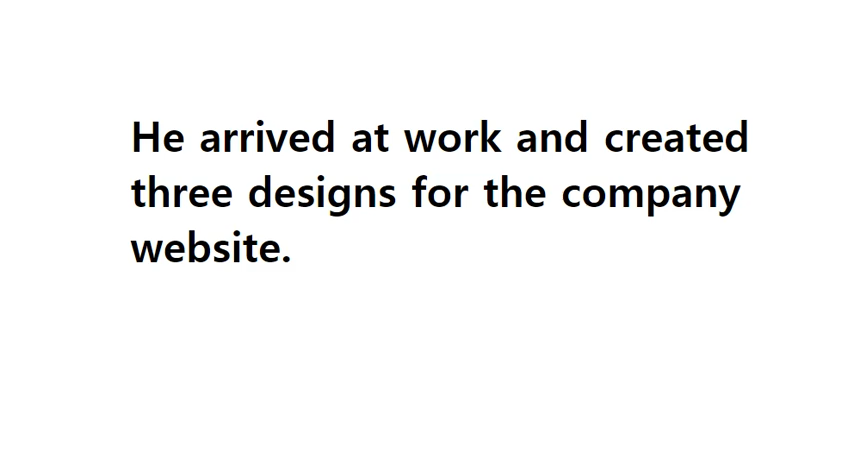 He arrived at work and created
three designs for the company
website.